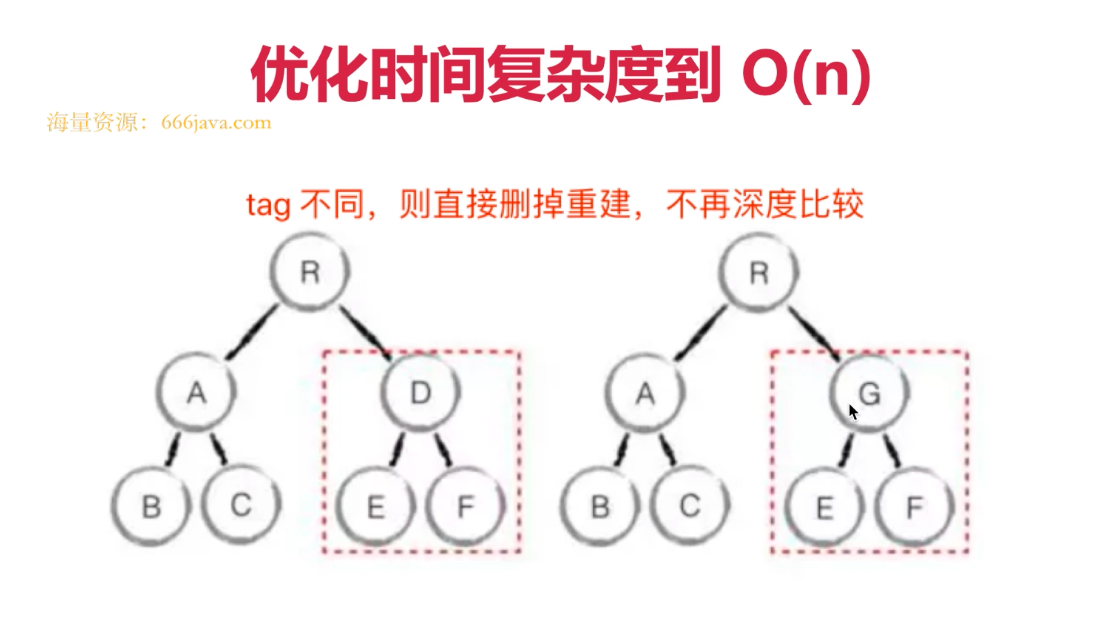 优化时间复杂度到 O(n)
海量资源：666java.com
tag 不同，则直接删掉重建，不再深度比较
R R
A D A G
B C E F B C E F